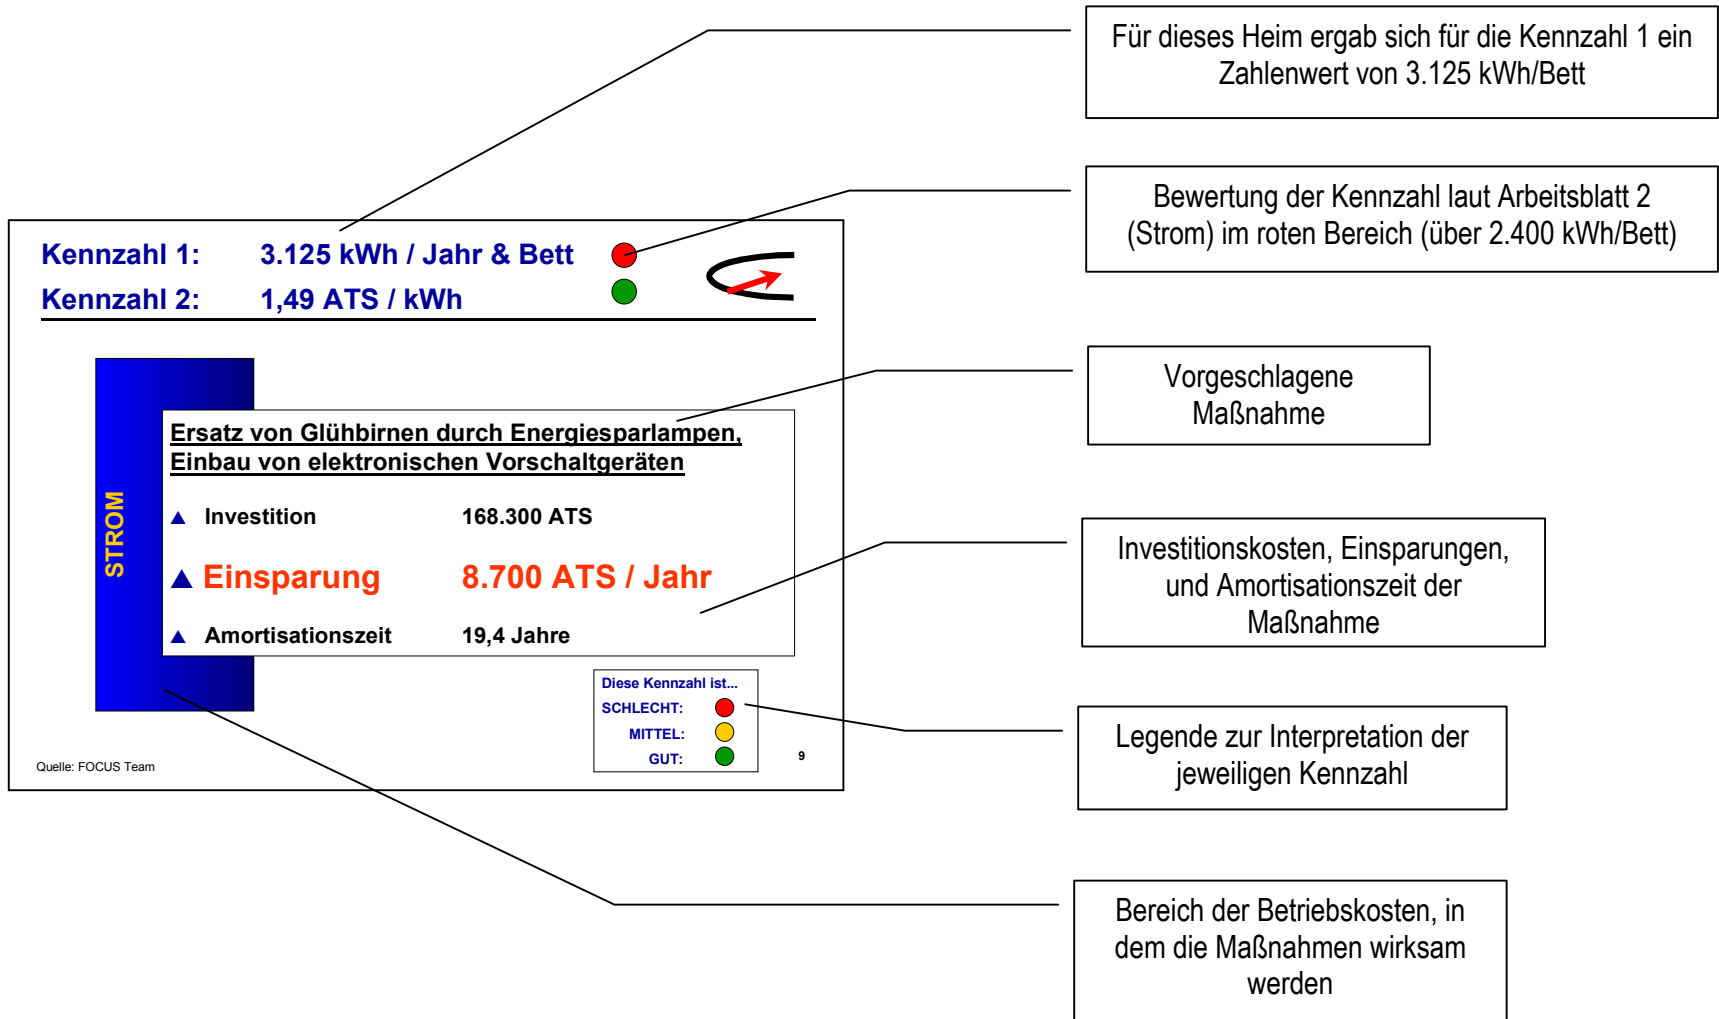 Für dieses Heim ergab sich für die Kennzahl 1 ein
Zahlenwert von 3.125 kWh/Bett
Bewertung der Kennzahl laut Arbeitsblatt 2
(Strom) im roten Bereich (über 2.400 kWh/Bett)
Kennzahl 1: 3.125 kWh / Jahr & Bett
Kennzahl 2: 1,49 ATS / kWh
Vorgeschlagene
Maßnahme
STROM
Ersatz von Glühbirnen durch Energiesparlampen,
Einbau von elektronischen Vorschaltgeräten
Investition 168.300 ATS
Einsparung 8.700 ATS / Jahr
Amortisationszeit 19,4 Jahre
Investitionskosten, Einsparungen,
und Amortisationszeit der
Maßnahme
Diese Kennzahl ist...
SCHLECHT:
MITTEL:
GUT:
9
Quelle: FOCUS Team
Legende zur Interpretation der
jeweiligen Kennzahl
Bereich der Betriebskosten, in
dem die Maßnahmen wirksam
werden